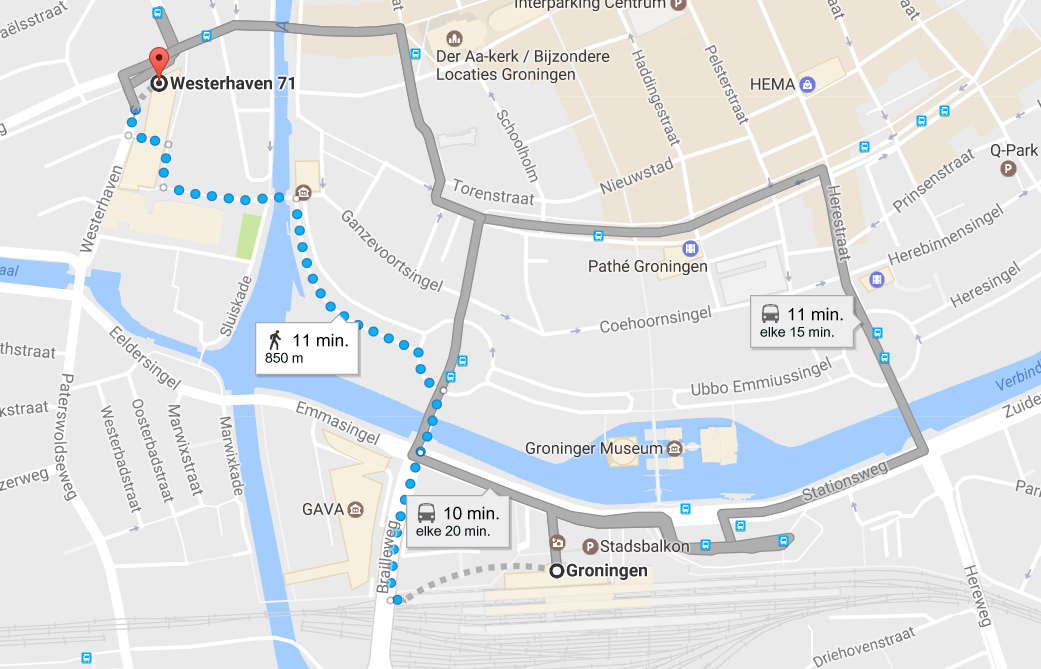 Interparking Centrum
Der Aa-kerk / Bijzondere
Locaties Groningen
HEMA
Pelsterstraat
Haddingestraat
Schoolholm
Q-Park
P
Westerhaven 71
Torenstraat
Nieuwstad
Prinsenstraat
Herestraat
Herebinnensingel
Heresingel
Westerhaven
Ganzevoortsingel
Pathé Groningen
Coehoornsingel
Sluiskade
11 min.
850 m
11 min.
elke 15 min.
Eeldersingel
Ubbo Emmiussingel
Paterswoldseweg
Oosterbadstraat
Westerbadstraat
Marwixstraat
Marwixkade
Emmasingel
Groninger Museum
Stationsweg
GAVA
10 min.
elke 20 min.
Brailleweg
P
Stadsbalkon
Groningen
Hereweg
Driehovenstraat